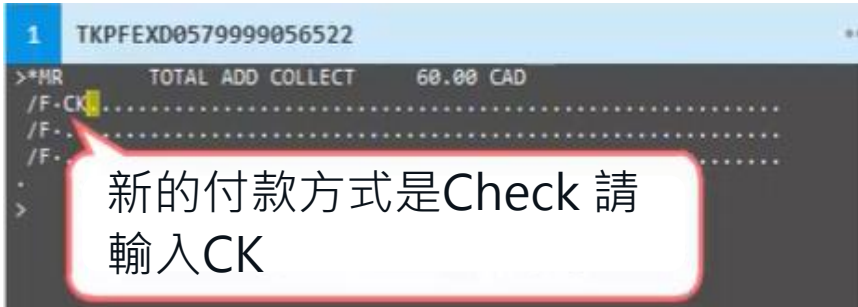 1 TKPFEXD0579999056522
>*MR TOTAL ADD COLLECT 60.00 CAD
/F-CK.........................................................
/F-............................................................
/F-............................................................
.
>
新的付款方式是Check 請
輸入CK